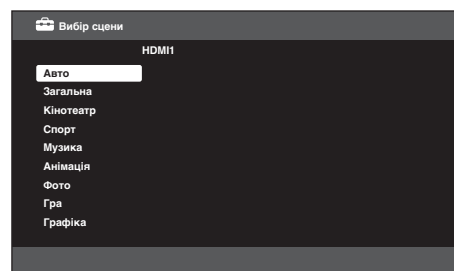 Вибір сцени
HDMI1
Авто
Загальна
Кінотеатр
Спорт
Музика
Анімація
Фото
Гра
Графіка